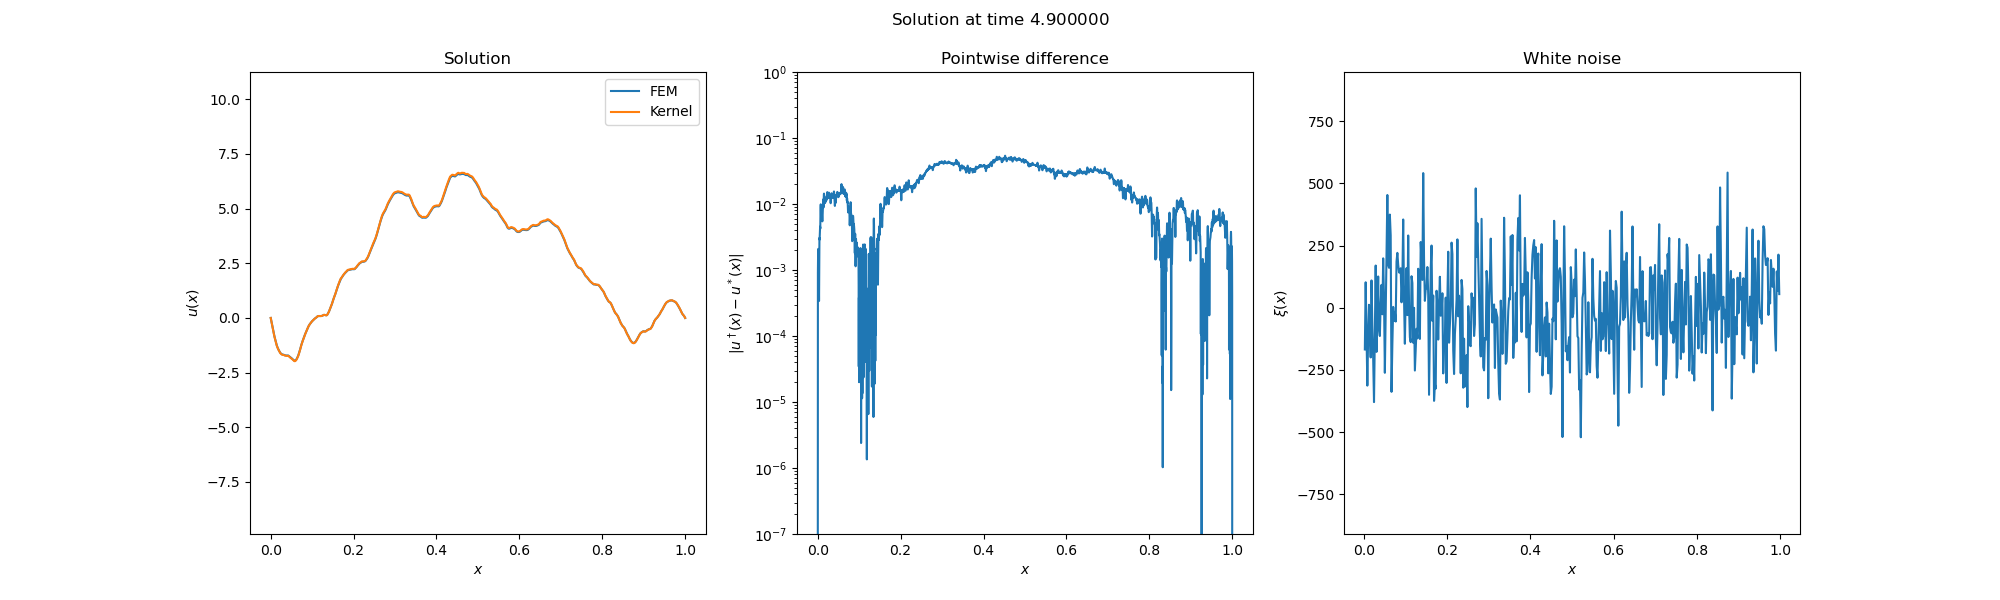 Solution at time 4.900000
Solution
10.0
7.5
5.0
2.5
0.0
−2.5
−5.0
−7.5
u(x)
0.0 0.2 0.4 0.6 0.8 1.0
x
FEM
Kernel
Pointwise difference
10⁰
10⁻¹
10⁻²
10⁻³
10⁻⁴
10⁻⁵
10⁻⁶
10⁻⁷
|u†(x) − u*(x)|
0.0 0.2 0.4 0.6 0.8 1.0
x
White noise
750
500
250
0
−250
−500
−750
ξ(x)
0.0 0.2 0.4 0.6 0.8 1.0
x